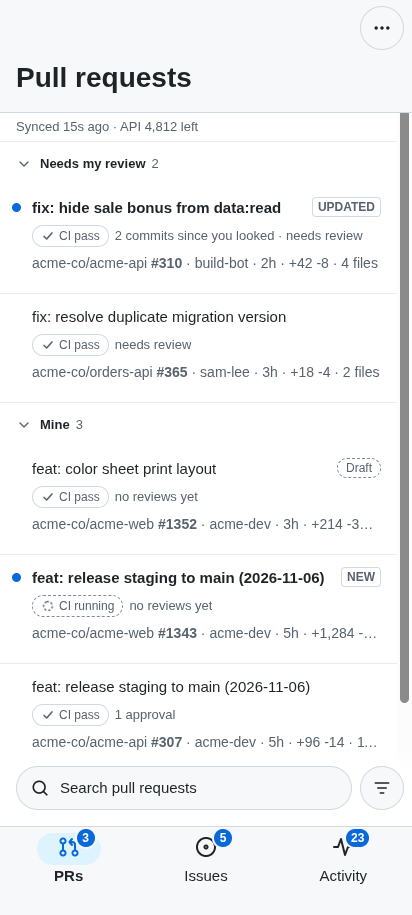 Pull requests
Synced 15s ago · API 4,812 left
Needs my review 2
fix: hide sale bonus from data:read UPDATED
CI pass 2 commits since you looked · needs review
acme-co/acme-api #310 · build-bot · 2h · +42 -8 · 4 files
fix: resolve duplicate migration version
CI pass needs review
acme-co/orders-api #365 · sam-lee · 3h · +18 -4 · 2 files
Mine 3
feat: color sheet print layout Draft
CI pass no reviews yet
acme-co/acme-web #1352 · acme-dev · 3h · +214 -3…
feat: release staging to main (2026-11-06) NEW
CI running no reviews yet
acme-co/acme-web #1343 · acme-dev · 5h · +1,284 -…
feat: release staging to main (2026-11-06)
CI pass 1 approval
acme-co/acme-web #307 · acme-dev · 5h · +96 -14 · 1…
Search pull requests
3 5 23
PRs Issues Activity